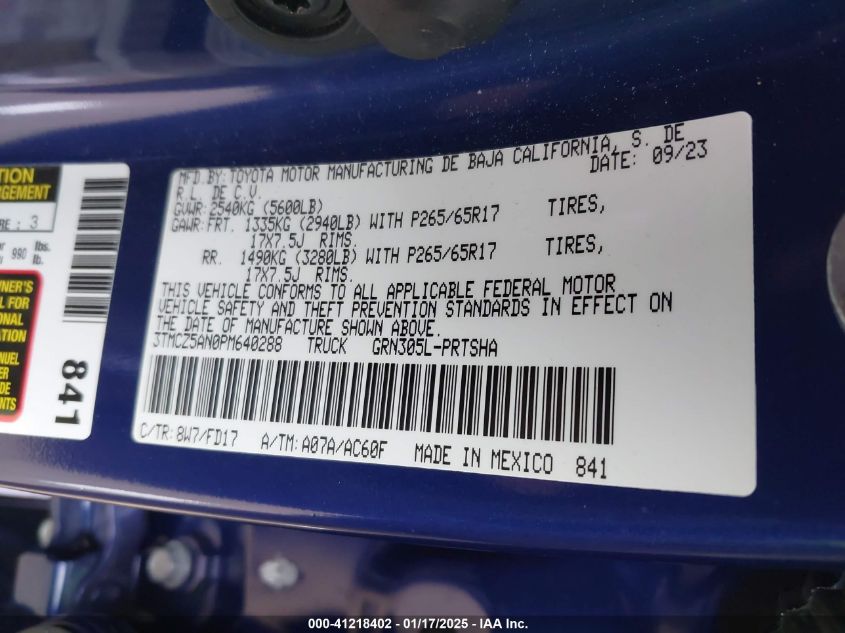 MFD.BY:TOYOTA MOTOR MANUFACTURING DE BAJA CALIFORNIA, S. DE
R.L. DE C.V. DATE: 09/23
GVWR:2540KG (5600LB)
GAWR:FRT. 1335KG (2940LB) WITH P265/65R17 TIRES,
17X7.5J RIMS.
RR. 1490KG (3280LB) WITH P265/65R17 TIRES,
17X7.5J RIMS.
THIS VEHICLE CONFORMS TO ALL APPLICABLE FEDERAL MOTOR
VEHICLE SAFETY AND THEFT PREVENTION STANDARDS IN EFFECT ON
THE DATE OF MANUFACTURE SHOWN ABOVE.
3TMCZ5AN0PM640288 TRUCK GRN305L-PRTSHA
C/TR:8W7/FD17 A/TM:A07A/AC60F MADE IN MEXICO 841
: 3
980 lbs.
lb.
841
000-41218402 - 01/17/2025 - IAA Inc.